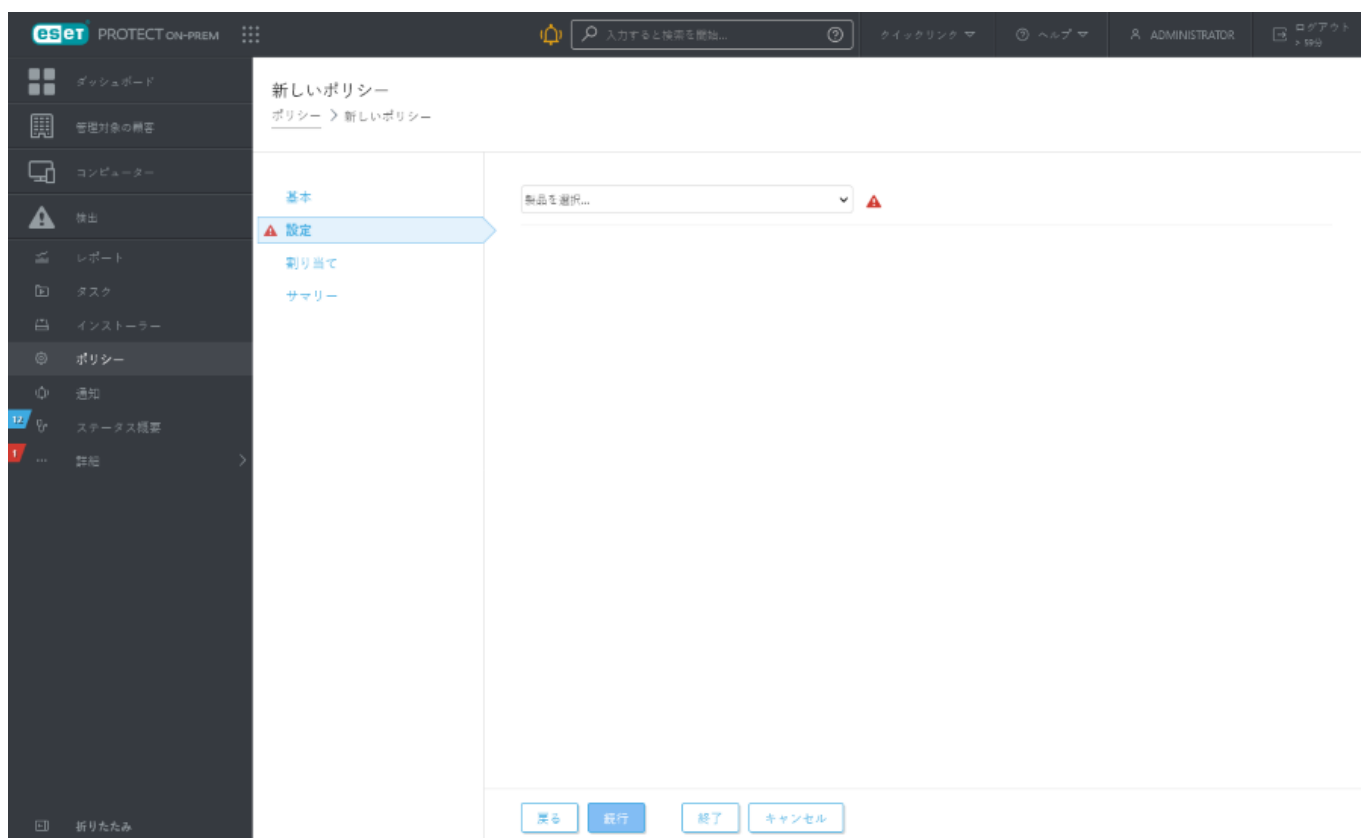 eset PROTECT ON-PREM
入力すると検索を開始...
クイックリンク
ヘルプ
ADMINISTRATOR
ログアウト
> 59分
ダッシュボード
管理対象の顧客
コンピューター
検出
レポート
タスク
インストーラー
ポリシー
通知
12
ステータス概要
1
詳細
折りたたみ
新しいポリシー
ポリシー > 新しいポリシー
基本
設定
割り当て
サマリー
製品を選択...
戻る
続行
終了
キャンセル